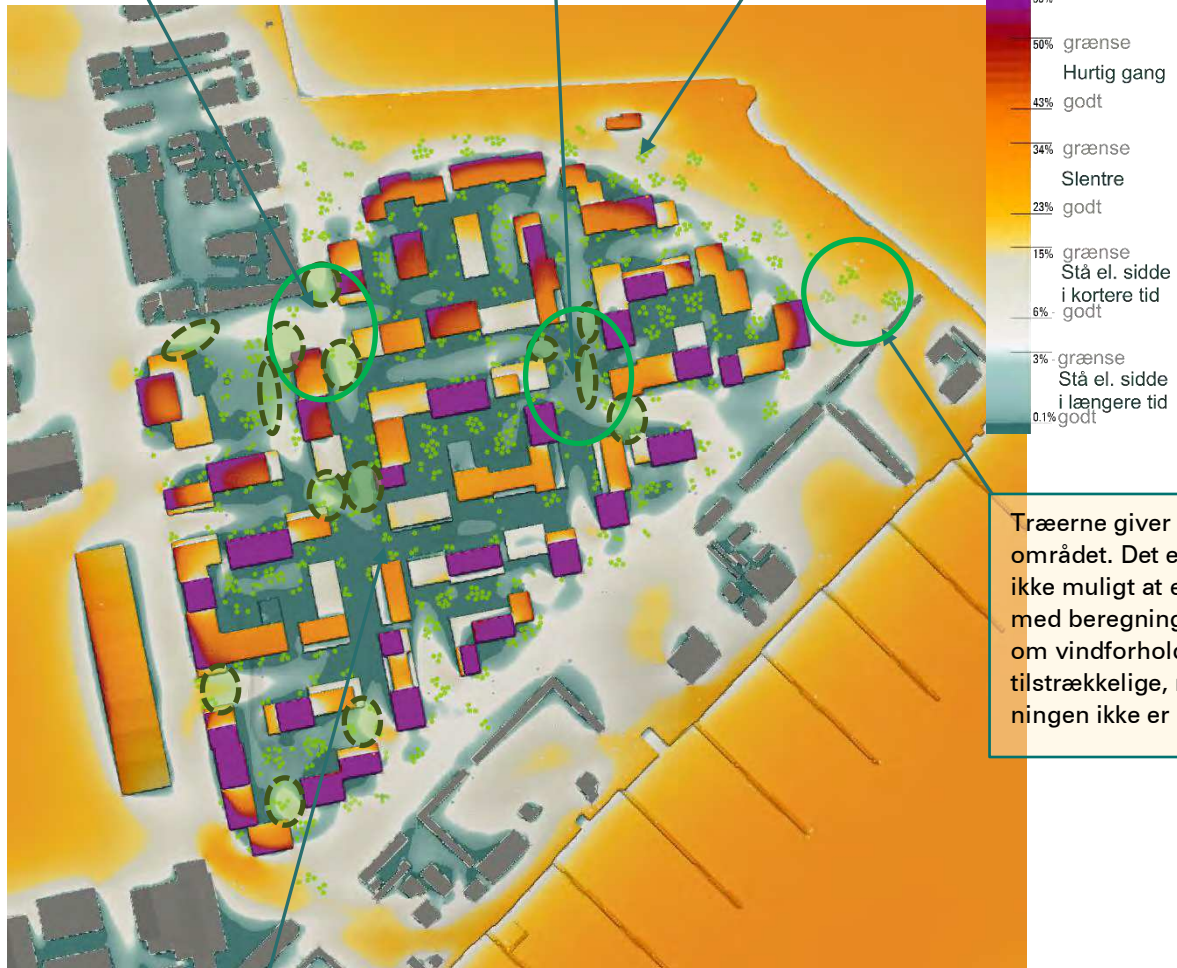 50% grænse
Hurtig gang
43% godt
34% grænse
Slentre
23% godt
15% grænse
Stå el. sidde
i kortere tid
6% godt
3% grænse
Stå el. sidde
i længere tid
0.1% godt
Træerne giver
området. Det e
ikke muligt at e
med beregning
om vindforhol
tilstrækkelige,
ningen ikke er